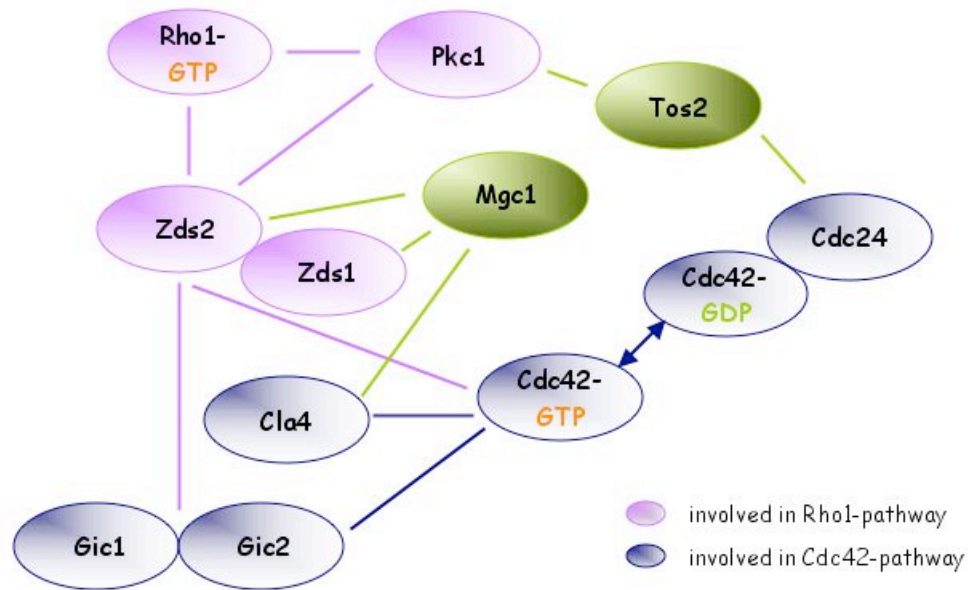 Rho1-
GTP
Pkc1
Tos2
Mgc1
Zds2
Zds1
Cdc24
Cdc42-
GDP
Cdc42-
GTP
Cla4
Gic1
Gic2
involved in Rho1-pathway
involved in Cdc42-pathway